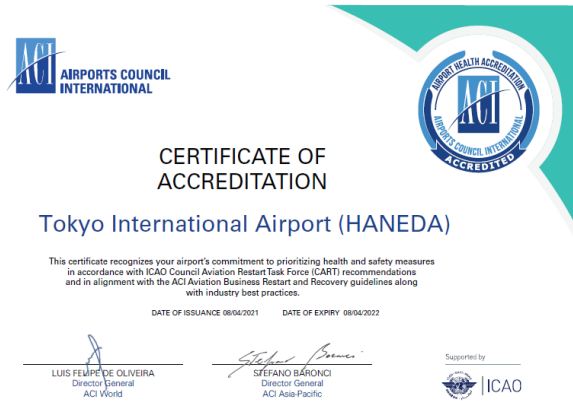 ACI
AIRPORTS COUNCIL
INTERNATIONAL
AIRPORT HEALTH ACCREDITATION
ACI
AIRPORTS COUNCIL INTERNATIONAL
ACCREDITED
CERTIFICATE OF
ACCREDITATION
Tokyo International Airport (HANEDA)
This certificate recognizes your airport's commitment to prioritizing health and safety measures
in accordance with ICAO Council Aviation Restart Task Force (CART) recommendations
and in alignment with the ACI Aviation Business Restart and Recovery guidelines along
with industry best practices.
DATE OF ISSUANCE 08/04/2021 DATE OF EXPIRY 08/04/2022
Stefano Baronci
LUIS FELIPE DE OLIVEIRA
Director General
ACI World
STEFANO BARONCI
Director General
ACI Asia-Pacific
Supported by
ICAO